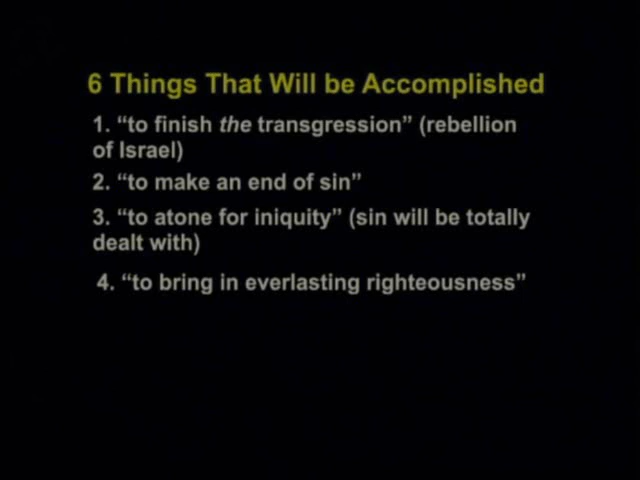 6 Things That Will be Accomplished
1. “to finish the transgression” (rebellion
of Israel)
2. “to make an end of sin”
3. “to atone for iniquity” (sin will be totally
dealt with)
4. “to bring in everlasting righteousness”